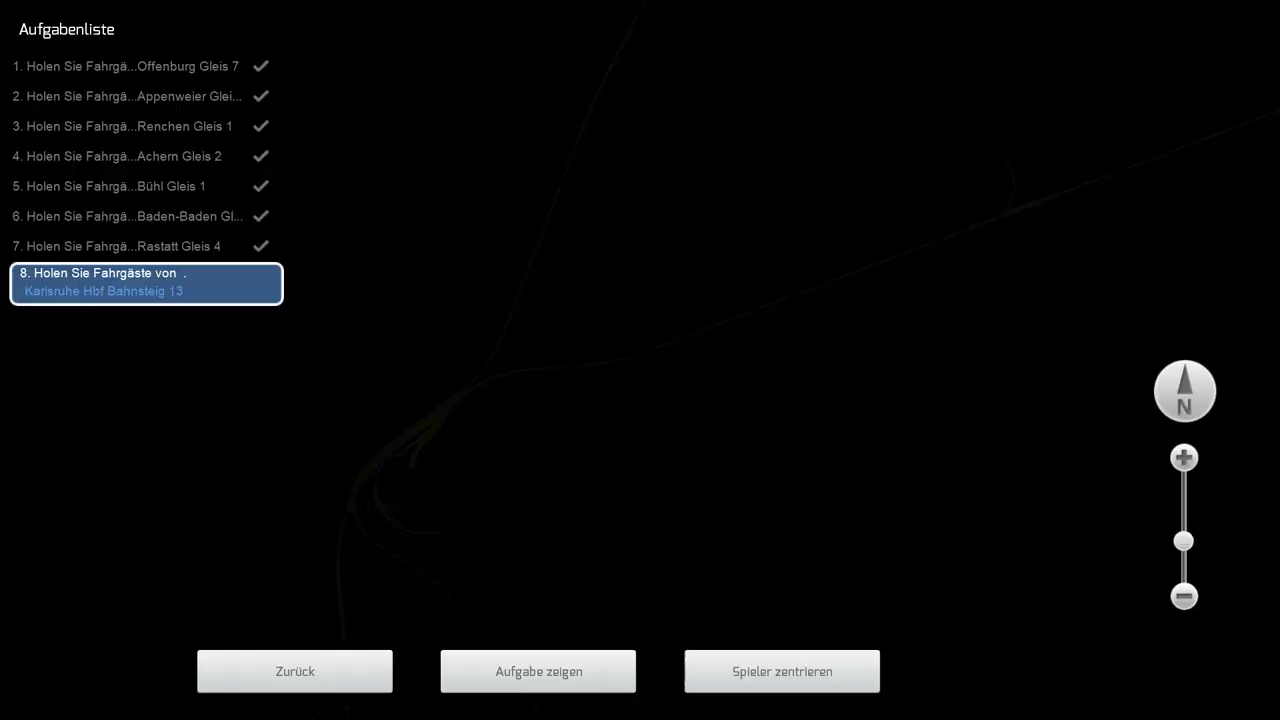 Aufgabenliste
1. Holen Sie Fahrgä...Offenburg Gleis 7
2. Holen Sie Fahrgä...Appenweier Glei...
3. Holen Sie Fahrgä...Renchen Gleis 1
4. Holen Sie Fahrgä...Achern Gleis 2
5. Holen Sie Fahrgä...Bühl Gleis 1
6. Holen Sie Fahrgä...Baden-Baden Gl...
7. Holen Sie Fahrgä...Rastatt Gleis 4
8. Holen Sie Fahrgäste von .
Karlsruhe Hbf Bahnsteig 13
N
Zurück
Aufgabe zeigen
Spieler zentrieren